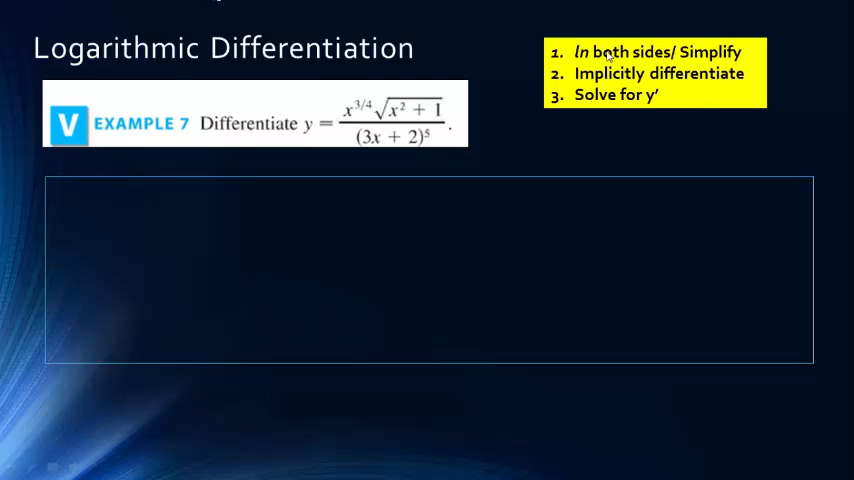 Logarithmic Differentiation
1. ln both sides/ Simplify
2. Implicitly differentiate
3. Solve for y'
V EXAMPLE 7 Differentiate y = x^{3/4}√(x² + 1) / (3x + 2)⁵.